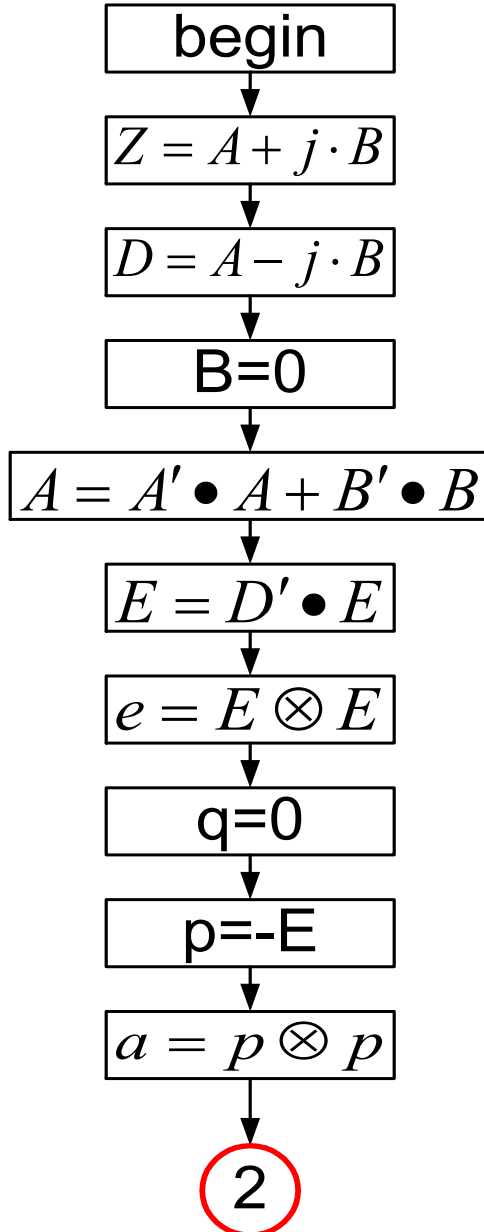 begin
Z = A + j · B
D = A − j · B
B=0
A = A′ • A + B′ • B
E = D′ • E
e = E ⊗ E
q=0
p=-E
a = p ⊗ p
2